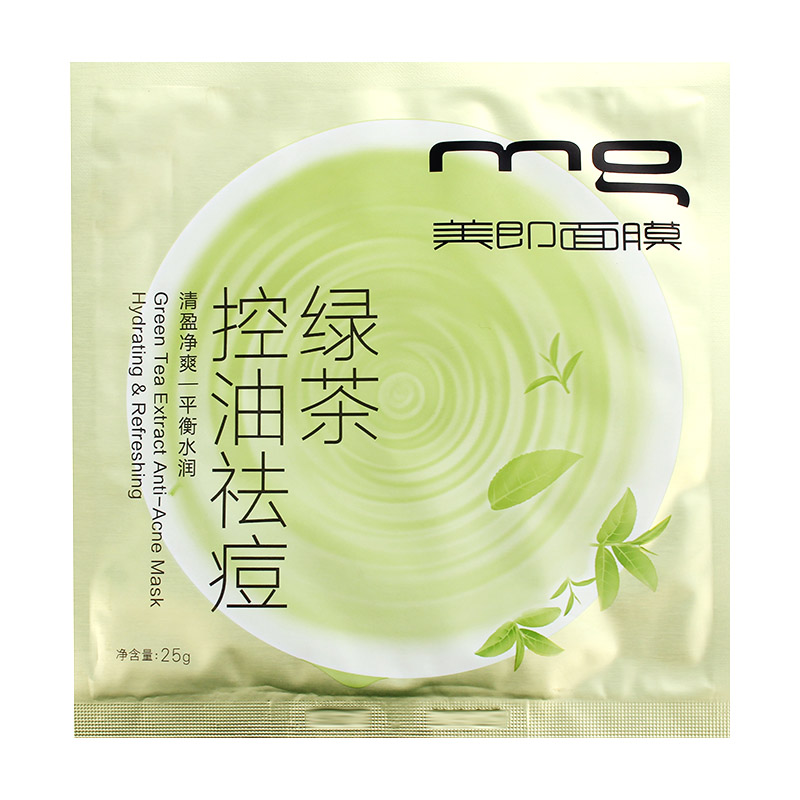 mg
美即面膜
绿茶
控油祛痘
清盈净爽|平衡水润
Green Tea Extract Anti-Acne Mask
Hydrating & Refreshing
净含量:25g